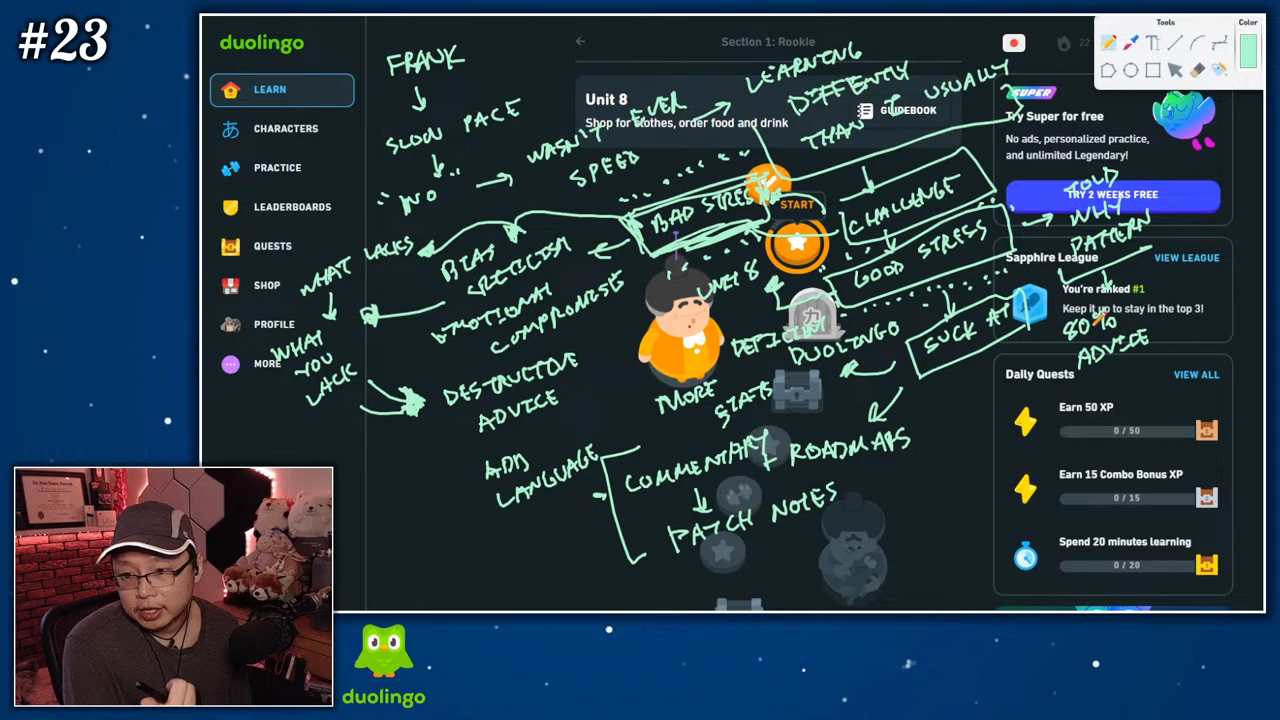 #23
duolingo
LEARN
CHARACTERS
PRACTICE
LEADERBOARDS
QUESTS
SHOP
PROFILE
MORE
Section 1: Rookie
22
Unit 8
Shop for clothes, order food and drink
GUIDEBOOK
START
FRANK
SLOW PACE
"NO"
WASN'T EVER
SPEED
LEARNING
DIFFENTLY
THAN I USUALLY
BAD STRESS
CHALLENGE
GOOD STRESS
SUCK AT
WHAT LACKS
WHAT
YOU
LACK
BIAS
CRITICISM
EMOTIONAL
COMPROMISE
DESTRUCTIVE
ADVICE
UNIT 8
DUOLINGO
MORE
STATS
ADD
LANGUAGE
COMMENTARY
ROADMAPS
PATCH NOTES
TOLD
WHY
PATTERN
80%
ADVICE
Tools
Color
SUPER
Try Super for free
No ads, personalized practice,
and unlimited Legendary!
TRY 2 WEEKS FREE
Sapphire League
VIEW LEAGUE
You're ranked #1
Keep it up to stay in the top 3!
Daily Quests
VIEW ALL
Earn 50 XP
0 / 50
Earn 15 Combo Bonus XP
0 / 15
Spend 20 minutes learning
0 / 20
duolingo